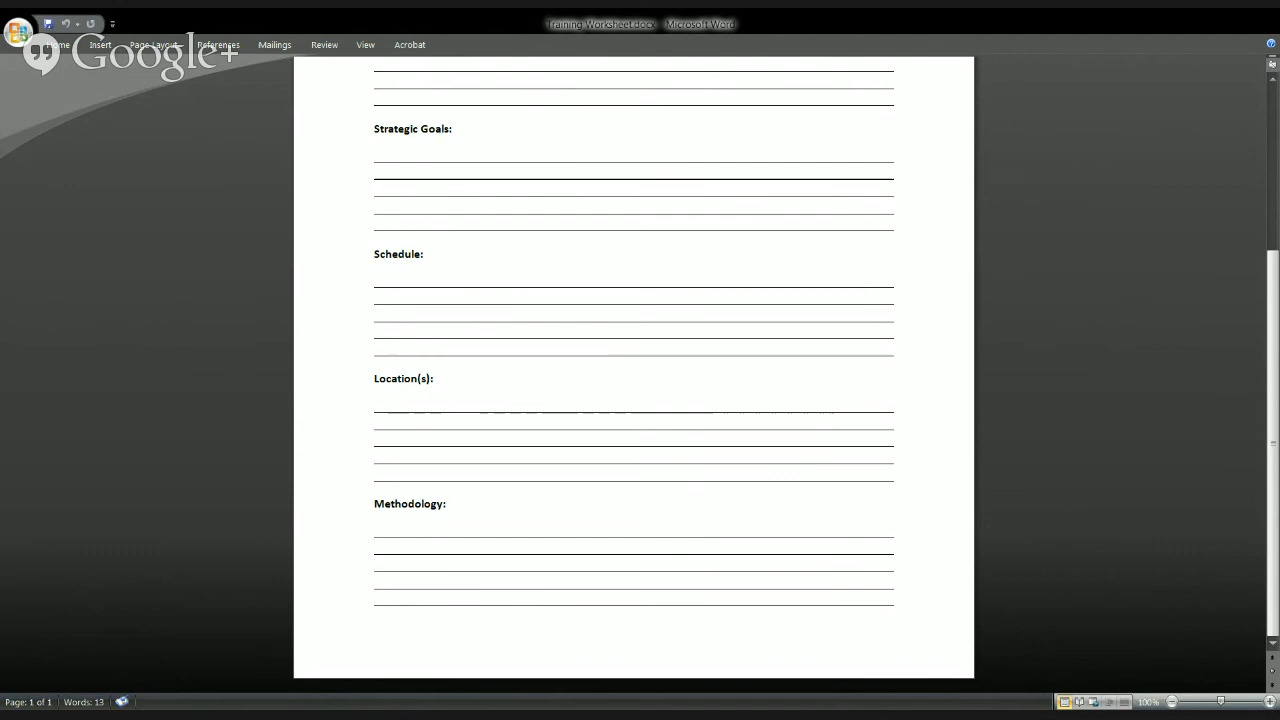 Training Worksheet.docx - Microsoft Word
Home Insert Page Layout References Mailings Review View Acrobat
Google+
Strategic Goals:
Schedule:
Location(s):
Methodology:
Page: 1 of 1 Words: 13 100%